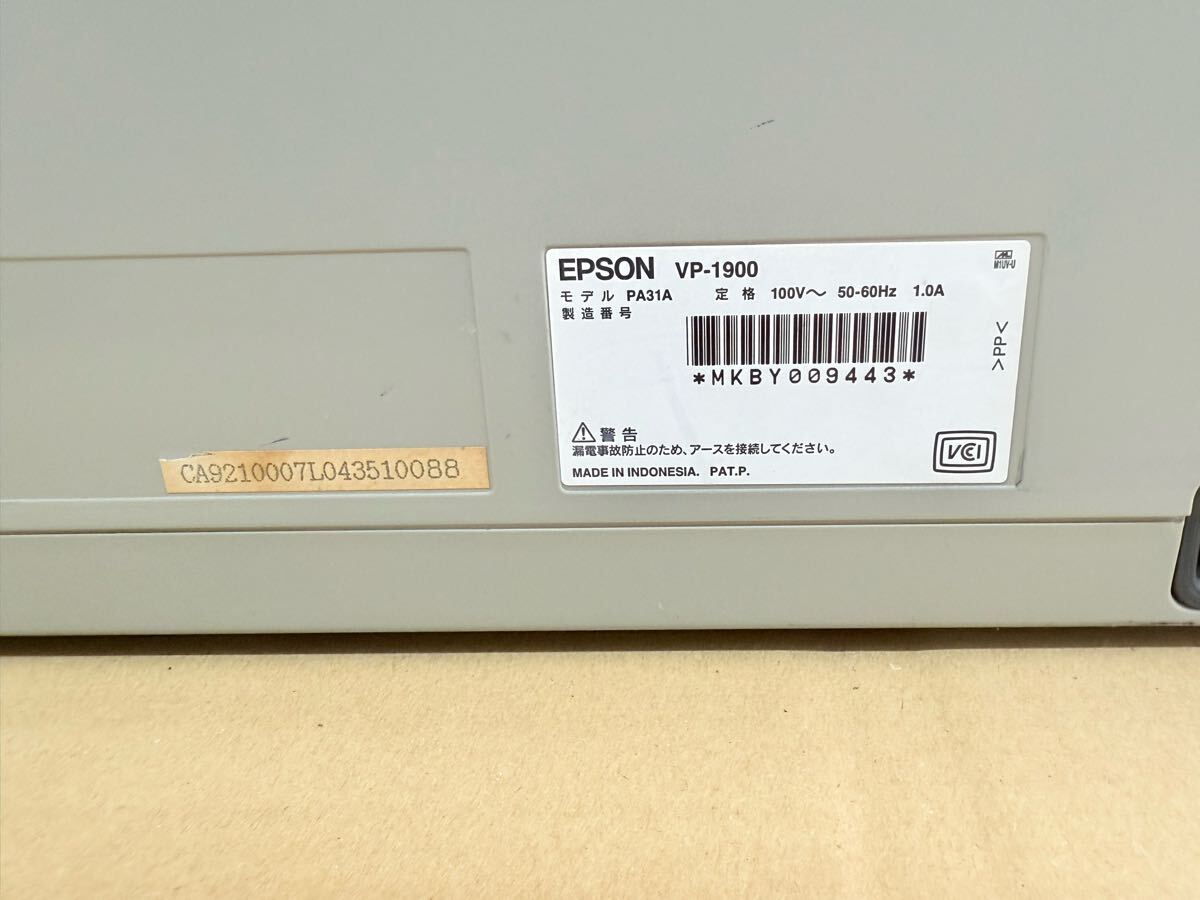 EPSON VP-1900
モデル PA31A 定格 100V～ 50-60Hz 1.0A
製造番号
*MKBY009443*
警告
漏電事故防止のため、アースを接続してください。
MADE IN INDONESIA. PAT.P.
VCI
M1UV-U
>PP<
CA9210007L043510088